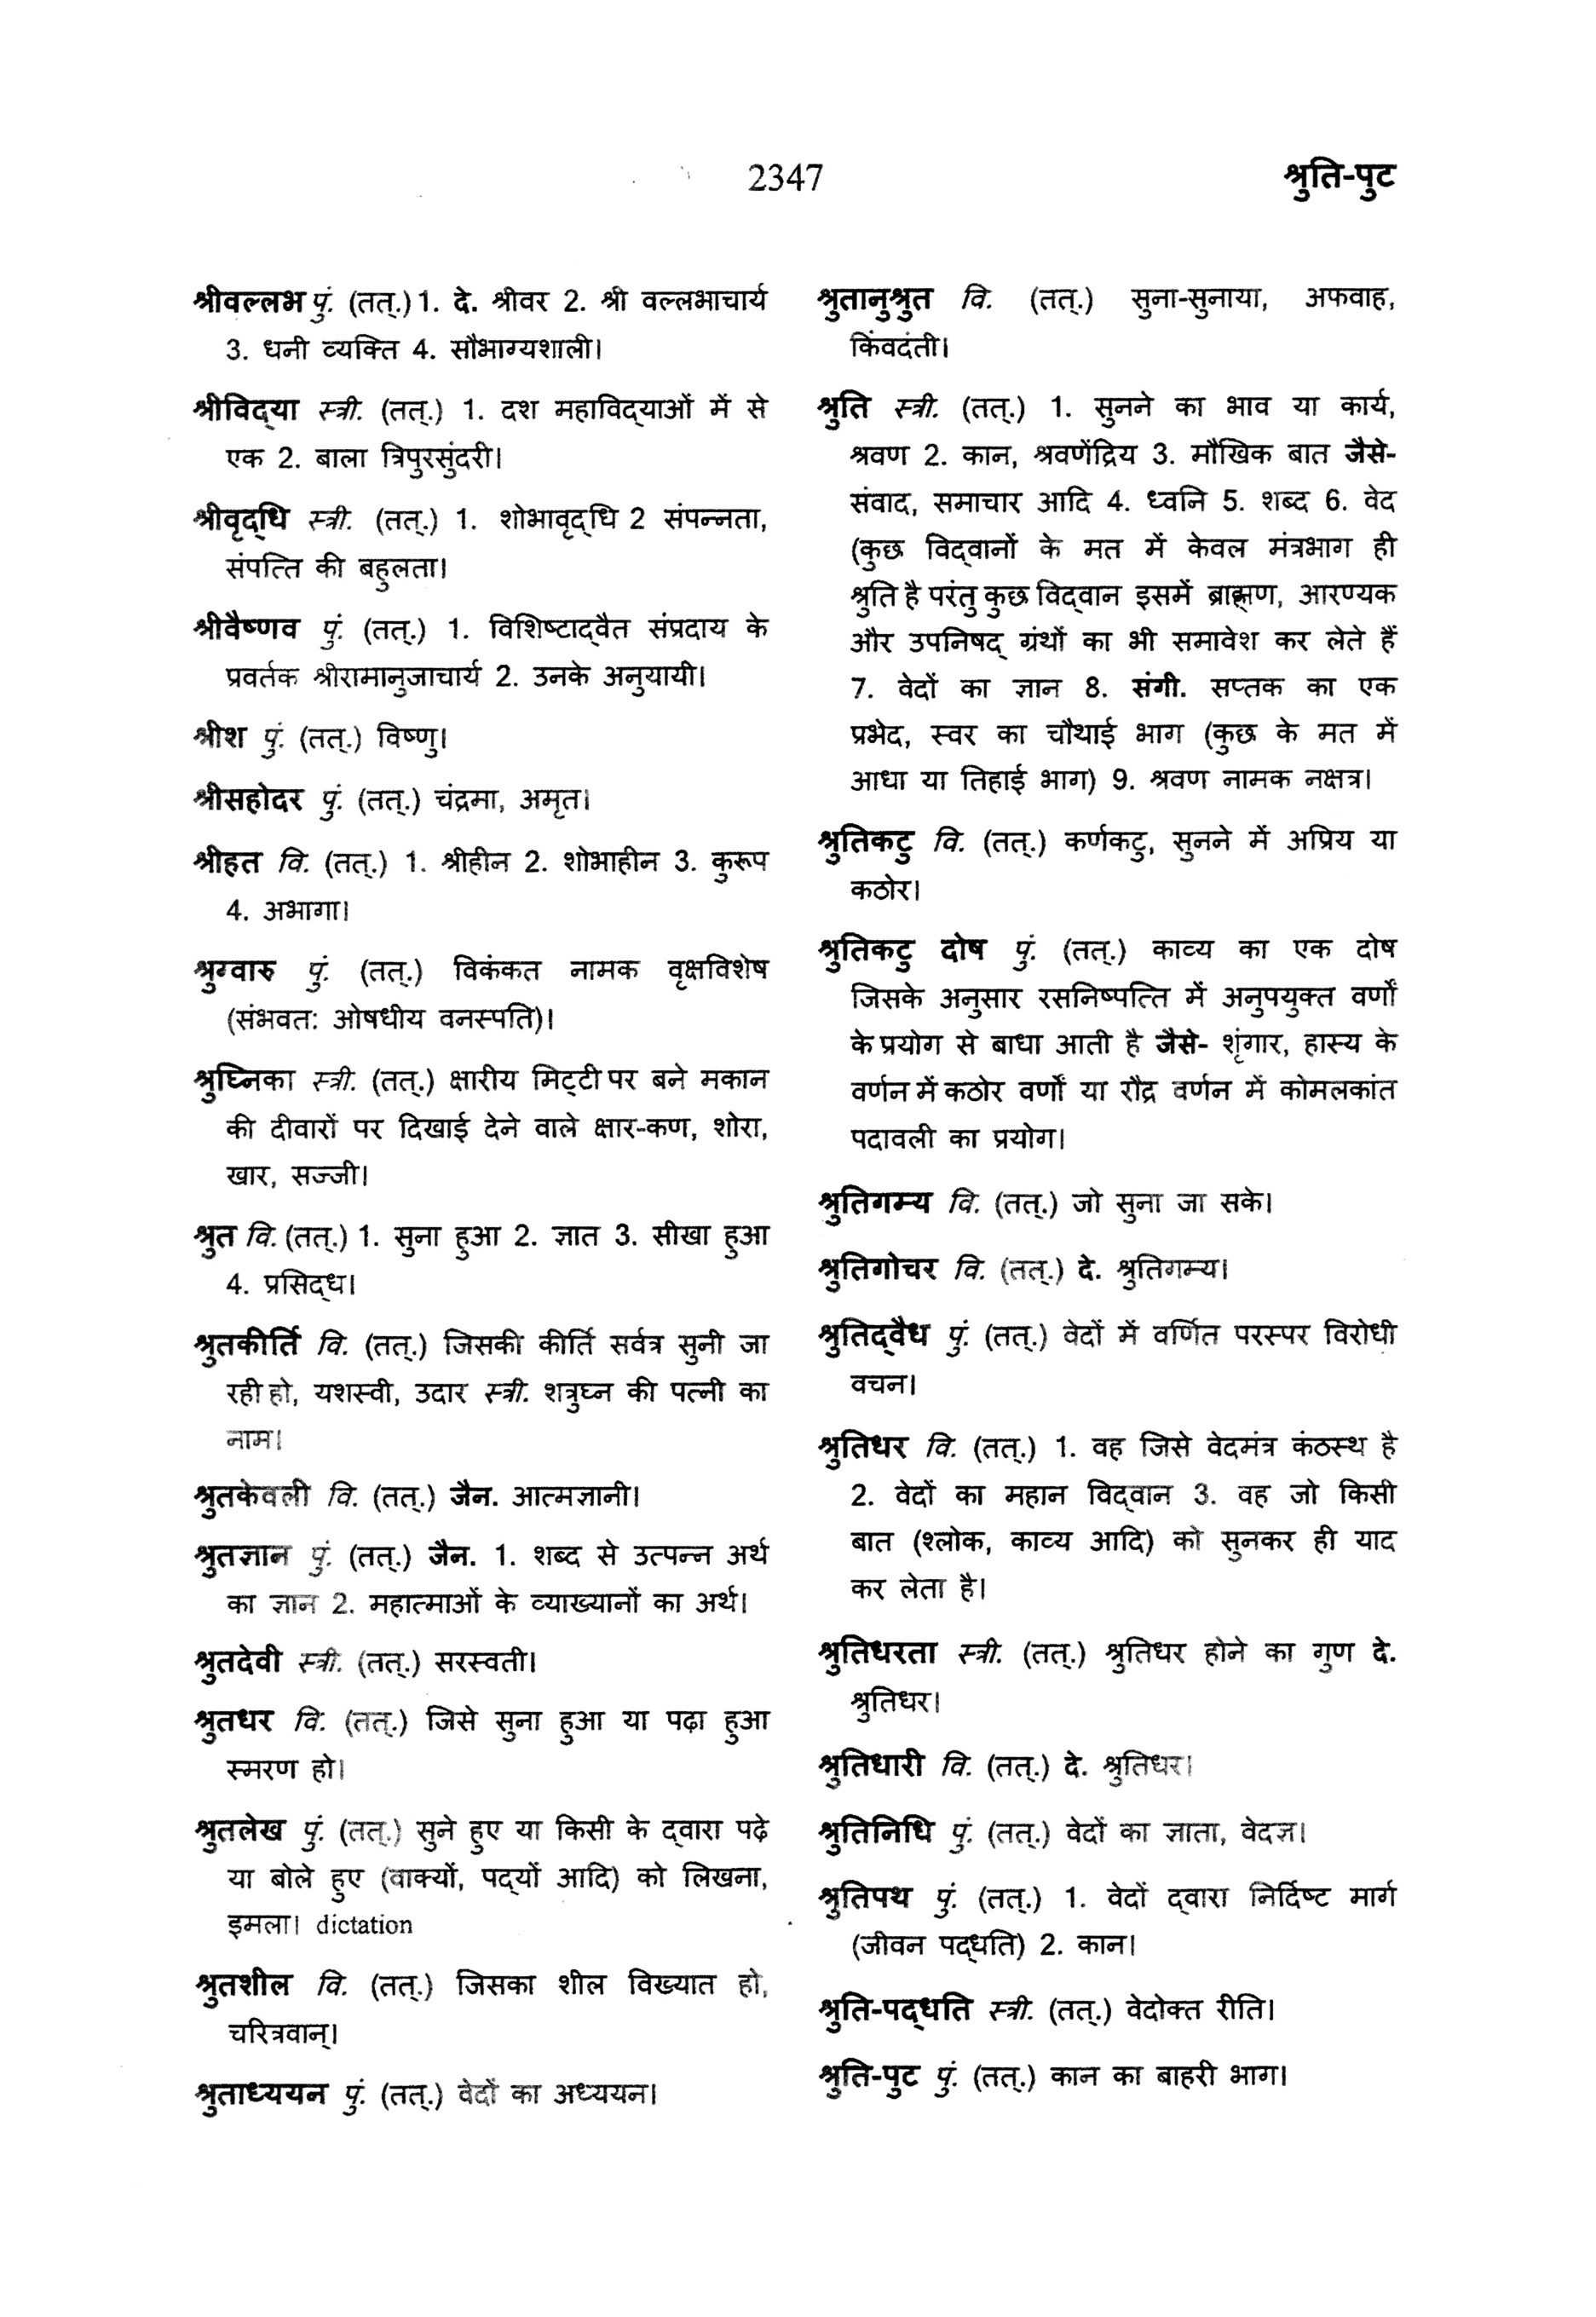 2347
श्रुति-पुट
श्रीवल्लभ पुं. (तत्.) 1. दे. श्रीवर 2. श्री वल्लभाचार्य
3. धनी व्यक्ति 4. सौभाग्यशाली।
श्रीविद्‌या स्त्री. (तत्.) 1. दश महाविद्‌याओं में से
एक 2. बाला त्रिपुरसुंदरी।
श्रीवृद्‌धि स्त्री. (तत्.) 1. शोभावृद्‌धि 2 संपन्नता,
संपत्ति की बहुलता।
श्रीवैष्णव पुं. (तत्.) 1. विशिष्टाद्‌वैत संप्रदाय के
प्रवर्तक श्रीरामानुजाचार्य 2. उनके अनुयायी।
श्रीश पुं. (तत्.) विष्णु।
श्रीसहोदर पुं. (तत्.) चंद्रमा, अमृत।
श्रीहत वि. (तत्.) 1. श्रीहीन 2. शोभाहीन 3. कुरूप
4. अभागा।
श्रुग्वारु पुं. (तत्.) विकंकत नामक वृक्षविशेष
(संभवत: ओषधीय वनस्पति)।
श्रुघ्निका स्त्री. (तत्.) क्षारीय मिट्‌टी पर बने मकान
की दीवारों पर दिखाई देने वाले क्षार-कण, शोरा,
खार, सज्जी।
श्रुत वि. (तत्.) 1. सुना हुआ 2. ज्ञात 3. सीखा हुआ
4. प्रसिद्‌ध।
श्रुतकीर्ति वि. (तत्.) जिसकी कीर्ति सर्वत्र सुनी जा
रही हो, यशस्वी, उदार स्त्री. शत्रुघ्न की पत्नी का
नाम।
श्रुतकेवली वि. (तत्.) जैन. आत्मज्ञानी।
श्रुतज्ञान पुं. (तत्.) जैन. 1. शब्द से उत्पन्न अर्थ
का ज्ञान 2. महात्माओं के व्याख्यानों का अर्थ।
श्रुतदेवी स्त्री. (तत्.) सरस्वती।
श्रुतधर वि. (तत्.) जिसे सुना हुआ या पढ़ा हुआ
स्मरण हो।
श्रुतलेख पुं. (तत्.) सुने हुए या किसी के द्‌वारा पढ़े
या बोले हुए (वाक्यों, पद्‌यों आदि) को लिखना,
इमला। dictation
श्रुतशील वि. (तत्.) जिसका शील विख्यात हो,
चरित्रवान्।
श्रुताध्ययन पुं. (तत्.) वेदों का अध्ययन।
श्रुतानुश्रुत वि. (तत्.) सुना-सुनाया, अफवाह,
किंवदंती।
श्रुति स्त्री. (तत्.) 1. सुनने का भाव या कार्य,
श्रवण 2. कान, श्रवणेंद्रिय 3. मौखिक बात जैसे-
संवाद, समाचार आदि 4. ध्वनि 5. शब्द 6. वेद
(कुछ विद्‌वानों के मत में केवल मंत्रभाग ही
श्रुति है परंतु कुछ विद्‌वान इसमें ब्राह्मण, आरण्यक
और उपनिषद् ग्रंथों का भी समावेश कर लेते हैं
7. वेदों का ज्ञान 8. संगी. सप्तक का एक
प्रभेद, स्वर का चौथाई भाग (कुछ के मत में
आधा या तिहाई भाग) 9. श्रवण नामक नक्षत्र।
श्रुतिकटु वि. (तत्.) कर्णकटु, सुनने में अप्रिय या
कठोर।
श्रुतिकटु दोष पुं. (तत्.) काव्य का एक दोष
जिसके अनुसार रसनिष्पत्ति में अनुपयुक्त वर्णों
के प्रयोग से बाधा आती है जैसे- शृंगार, हास्य के
वर्णन में कठोर वर्णों या रौद्र वर्णन में कोमलकांत
पदावली का प्रयोग।
श्रुतिगम्य वि. (तत्.) जो सुना जा सके।
श्रुतिगोचर वि. (तत्.) दे. श्रुतिगम्य।
श्रुतिद्‌वैध पुं. (तत्.) वेदों में वर्णित परस्पर विरोधी
वचन।
श्रुतिधर वि. (तत्.) 1. वह जिसे वेदमंत्र कंठस्थ है
2. वेदों का महान विद्‌वान 3. वह जो किसी
बात (श्लोक, काव्य आदि) को सुनकर ही याद
कर लेता है।
श्रुतिधरता स्त्री. (तत्.) श्रुतिधर होने का गुण दे.
श्रुतिधर।
श्रुतिधारी वि. (तत्.) दे. श्रुतिधर।
श्रुतिनिधि पुं. (तत्.) वेदों का ज्ञाता, वेदज्ञ।
श्रुतिपथ पुं. (तत्.) 1. वेदों द्‌वारा निर्दिष्ट मार्ग
(जीवन पद्‌धति) 2. कान।
श्रुति-पद्‌धति स्त्री. (तत्.) वेदोक्त रीति।
श्रुति-पुट पुं. (तत्.) कान का बाहरी भाग।